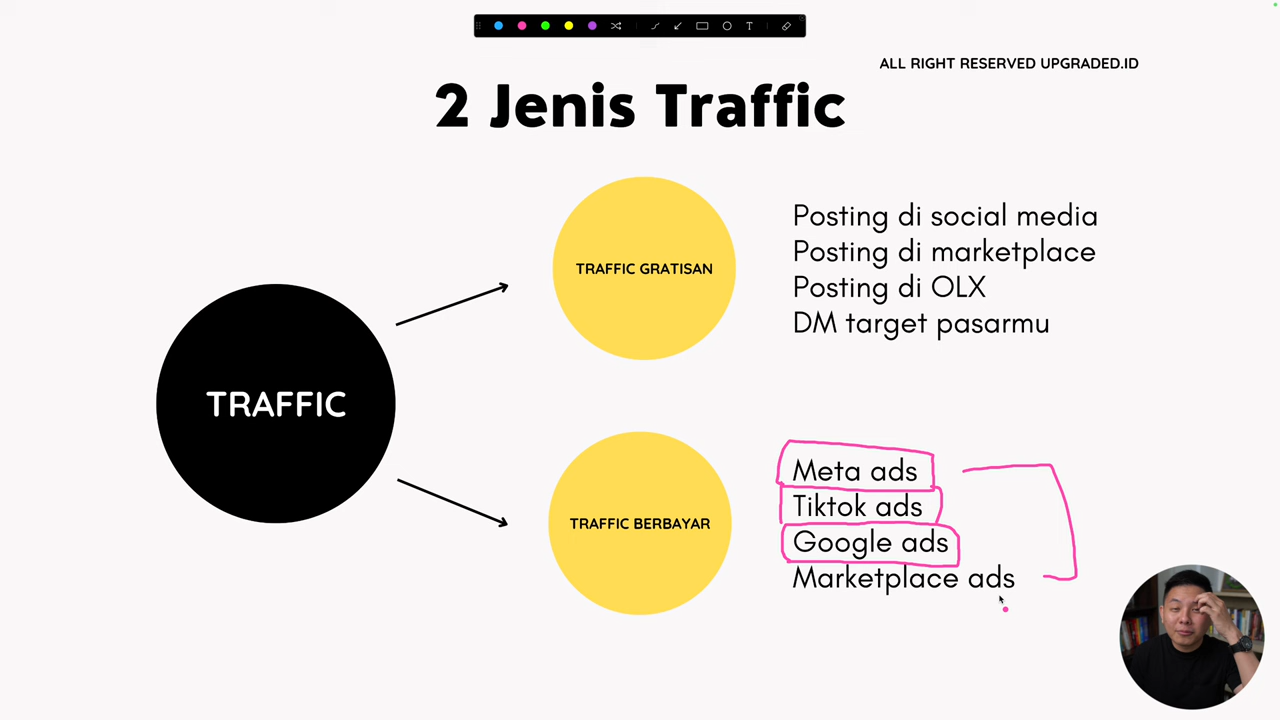 ALL RIGHT RESERVED UPGRADED.ID
2 Jenis Traffic
TRAFFIC
TRAFFIC GRATISAN
Posting di social media
Posting di marketplace
Posting di OLX
DM target pasarmu
TRAFFIC BERBAYAR
Meta ads
Tiktok ads
Google ads
Marketplace ads